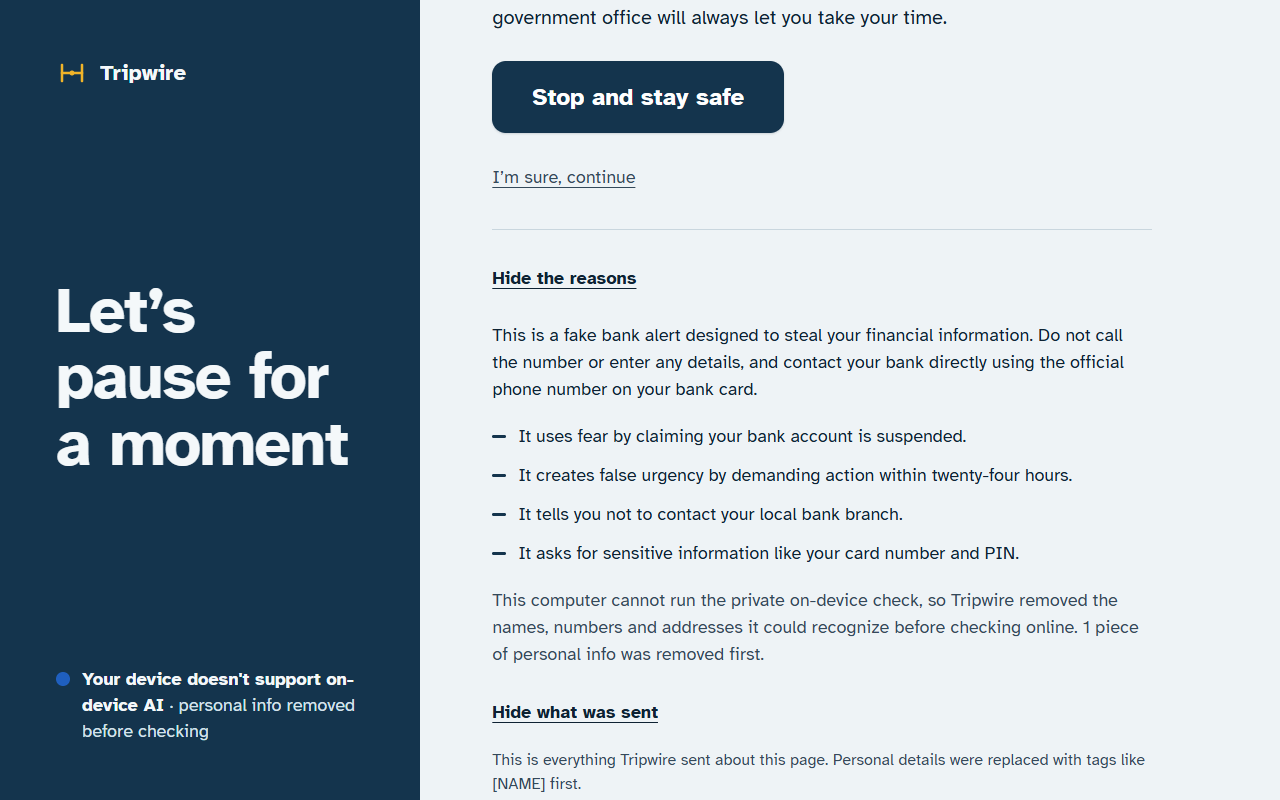 Tripwire
Let's
pause for
a moment
Your device doesn't support on-
device AI · personal info removed
before checking
government office will always let you take your time.
Stop and stay safe
I'm sure, continue
Hide the reasons
This is a fake bank alert designed to steal your financial information. Do not call
the number or enter any details, and contact your bank directly using the official
phone number on your bank card.
It uses fear by claiming your bank account is suspended.
It creates false urgency by demanding action within twenty-four hours.
It tells you not to contact your local bank branch.
It asks for sensitive information like your card number and PIN.
This computer cannot run the private on-device check, so Tripwire removed the
names, numbers and addresses it could recognize before checking online. 1 piece
of personal info was removed first.
Hide what was sent
This is everything Tripwire sent about this page. Personal details were replaced with tags like
[NAME] first.